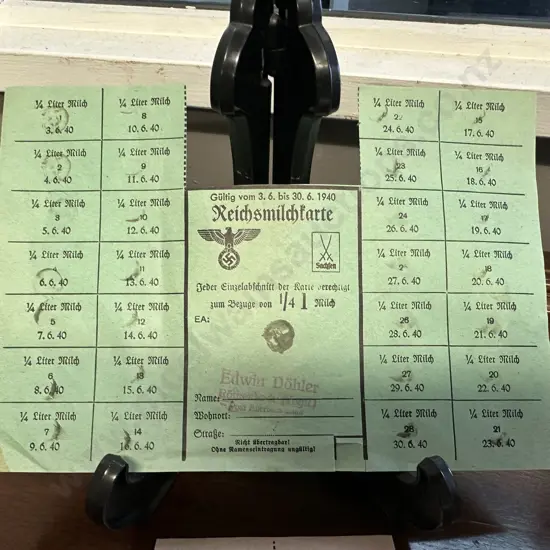 ¼ Liter Milch
1
3. 6. 40
¼ Liter Milch
8
10. 6. 40
¼ Liter Milch
2
4. 6. 40
¼ Liter Milch
9
11. 6. 40
¼ Liter Milch
3
5. 6. 40
¼ Liter Milch
10
12. 6. 40
¼ Liter Milch
6. 6. 40
¼ Liter Milch
11
13. 6. 40
¼ Liter Milch
5
7. 6. 40
¼ Liter Milch
12
14. 6. 40
¼ Liter Milch
6
8. 6. 40
¼ Liter Milch
13
15. 6. 40
¼ Liter Milch
7
9. 6. 40
¼ Liter Milch
14
16. 6. 40
Gültig vom 3. 6. bis 30. 6. 1940
Reichsmilchkarte
Sachsen
Jeder Einzelabschnitt der Karte berechtigt
zum Bezuge von 1/4 l Milch
EA:
Edwin Döhler
Name:
Wohnort:
Straße:
Nicht übertragbar!
Ohne Namenseintragung ungültig!
¼ Liter Milch
22
24. 6. 40
¼ Liter Milch
15
17. 6. 40
¼ Liter Milch
23
25. 6. 40
¼ Liter Milch
16
18. 6. 40
¼ Liter Milch
24
26. 6. 40
¼ Liter Milch
17
19. 6. 40
¼ Liter Milch
27. 6. 40
¼ Liter Milch
18
20. 6. 40
¼ Liter Milch
26
28. 6. 40
¼ Liter Milch
19
21. 6. 40
¼ Liter Milch
27
29. 6. 40
¼ Liter Milch
20
22. 6. 40
¼ Liter Milch
28
30. 6. 40
¼ Liter Milch
21
23. 6. 40